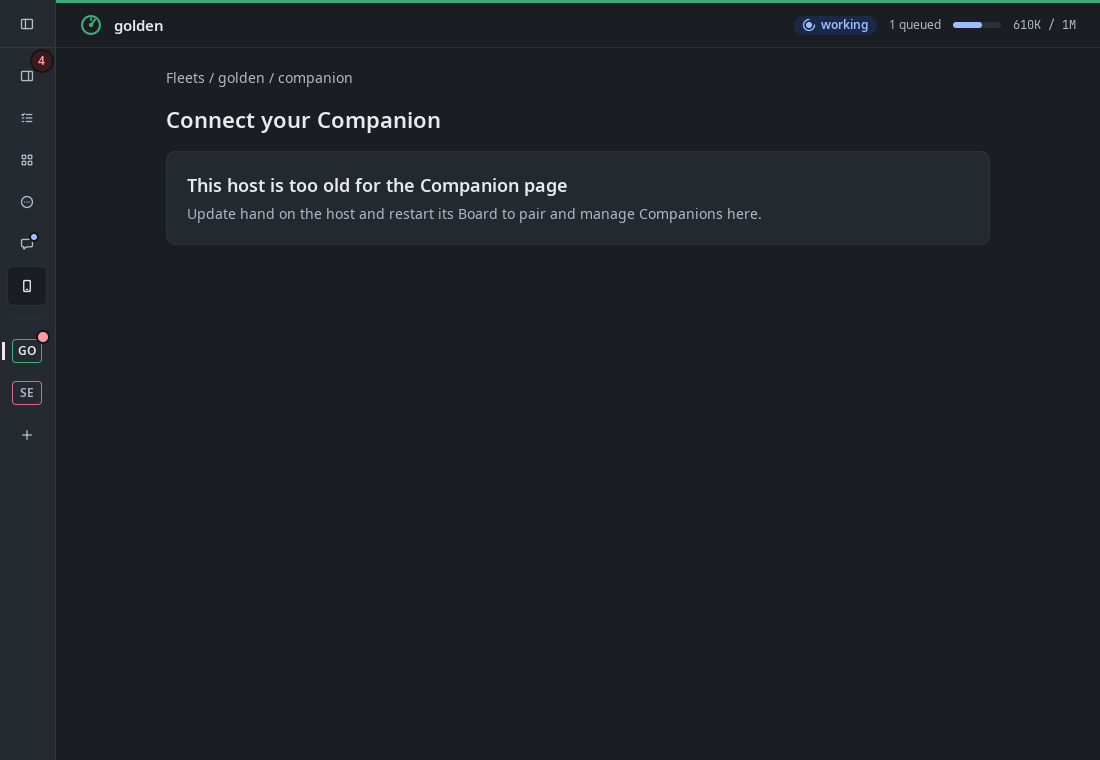 golden
working
1 queued
610K / 1M
4
Fleets / golden / companion
Connect your Companion
This host is too old for the Companion page
Update hand on the host and restart its Board to pair and manage Companions here.
GO
SE